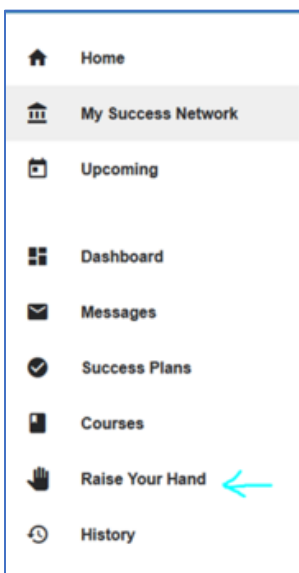 Home
My Success Network
Upcoming
Dashboard
Messages
Success Plans
Courses
Raise Your Hand
History